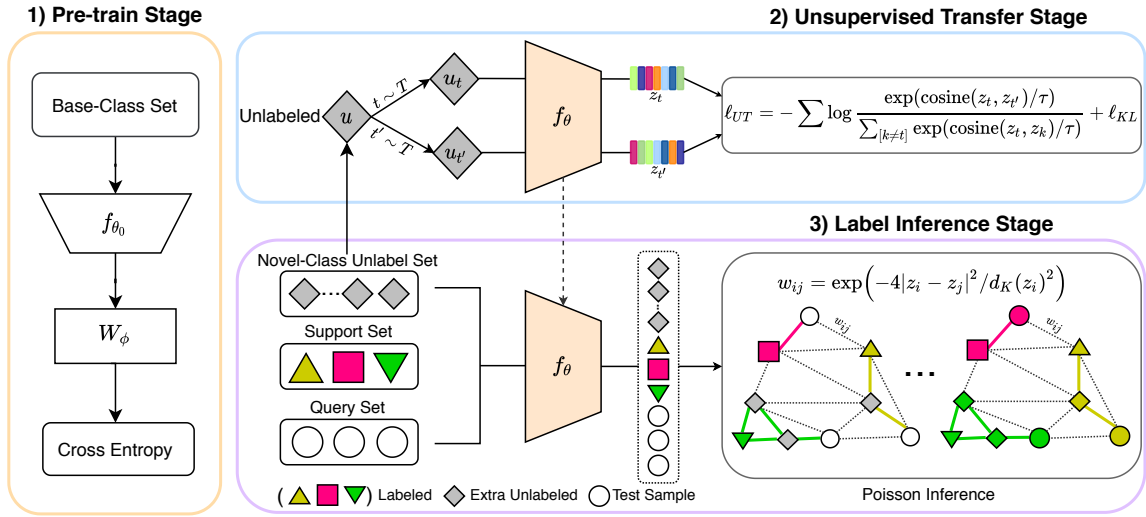 1) Pre-train Stage
Base-Class Set
f_{θ_0}
W_ϕ
Cross Entropy
2) Unsupervised Transfer Stage
Unlabeled
u
t ~ T
t' ~ T
u_t
u_{t'}
f_θ
z_t
z_{t'}
ℓ_{UT} = − ∑ log exp(cosine(z_t, z_{t'})/τ) / ∑_{[k≠t]} exp(cosine(z_t, z_k)/τ) + ℓ_{KL}
3) Label Inference Stage
Novel-Class Unlabel Set
Support Set
Query Set
f_θ
w_{ij} = exp(−4|z_i − z_j|^2/d_K(z_i)^2)
w_{ij}
...
w_{ij}
( ) Labeled
Extra Unlabeled
Test Sample
Poisson Inference